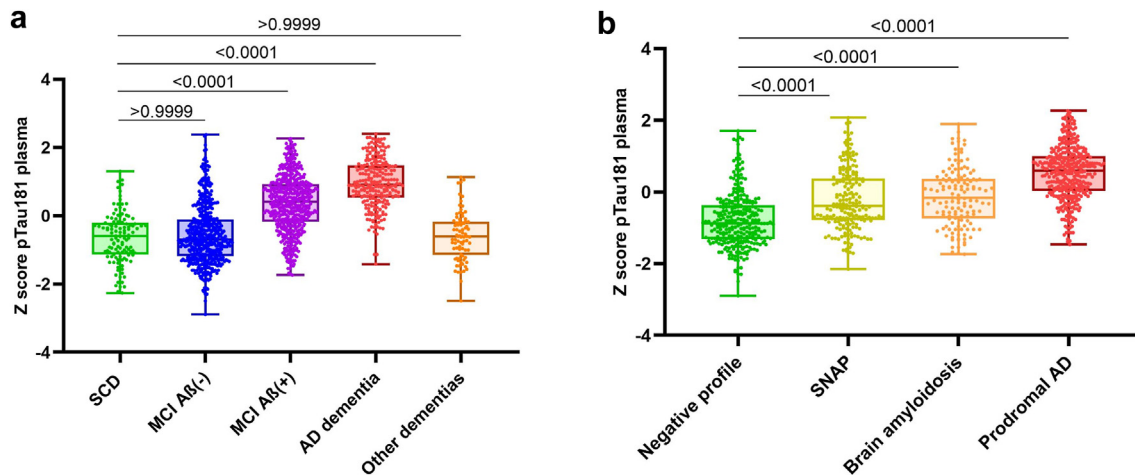 a
>0.9999
<0.0001
<0.0001
>0.9999
Z score pTau181 plasma
4
2
0
-2
-4
SCD
MCI Aß(-)
MCI Aß(+)
AD dementia
Other dementias
b
<0.0001
<0.0001
<0.0001
Z score pTau181 plasma
4
2
0
-2
-4
Negative profile
SNAP
Brain amyloidosis
Prodromal AD